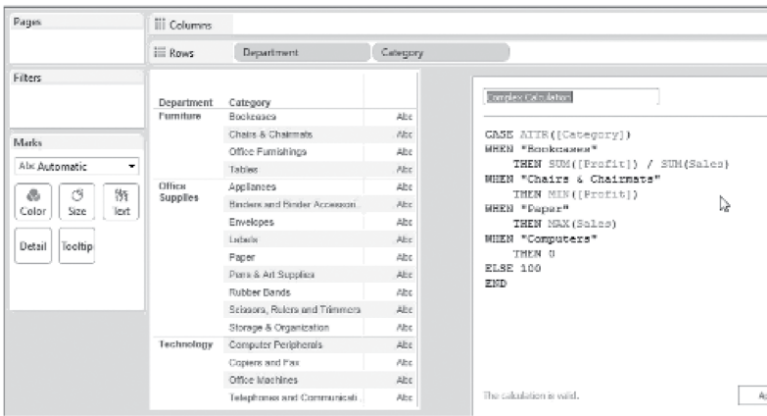 Pages
Columns
Rows Department Category
Filters
Department Category
Furniture Bookcases Abc
Chairs & Chairmats Abc
Office Furnishings Abc
Tables Abc
Office Supplies Appliances Abc
Binders and Binder Accessori.. Abc
Envelopes Abc
Labels Abc
Paper Abc
Pens & Art Supplies Abc
Rubber Bands Abc
Scissors, Rulers and Trimmers Abc
Storage & Organization Abc
Technology Computer Peripherals Abc
Copiers and Fax Abc
Office Machines Abc
Telephones and Communicati.. Abc
Marks
Abc Automatic
Color Size Text
Detail Tooltip
Complex Calculation
CASE ATTR([Category])
WHEN "Bookcases"
THEN SUM([Profit]) / SUM(Sales)
WHEN "Chairs & Chairmats"
THEN MIN([Profit])
WHEN "Paper"
THEN MAX(Sales)
WHEN "Computers"
THEN 0
ELSE 100
END
The calculation is valid.